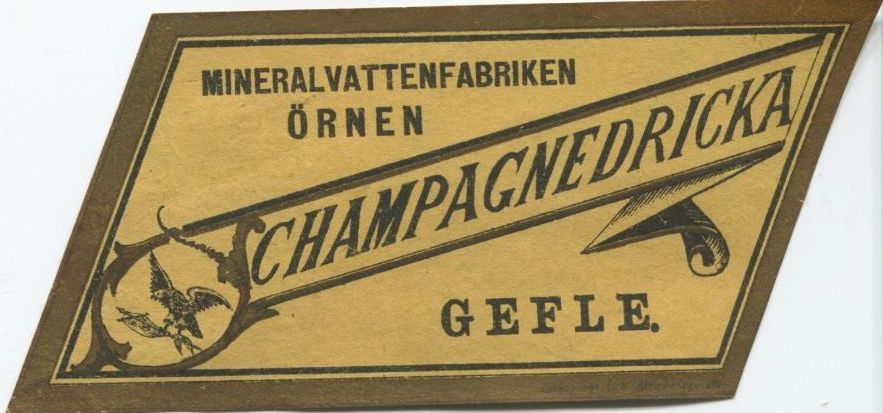 MINERALVATTENFABRIKEN
ÖRNEN
CHAMPAGNEDRICKA
GEFLE.